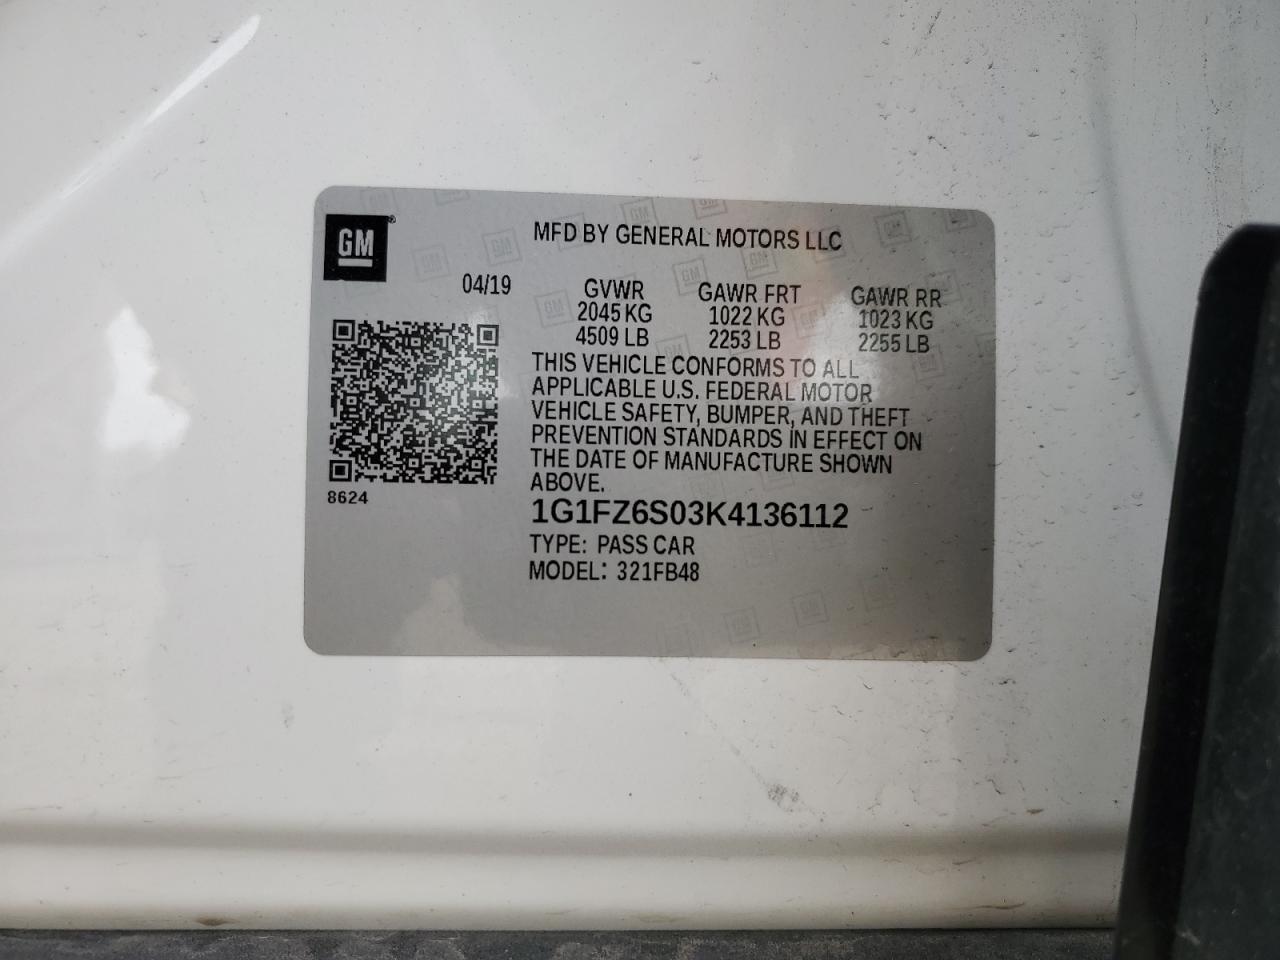 GM
MFD BY GENERAL MOTORS LLC
04/19
GVWR GAWR FRT GAWR RR
2045 KG 1022 KG 1023 KG
4509 LB 2253 LB 2255 LB
THIS VEHICLE CONFORMS TO ALL
APPLICABLE U.S. FEDERAL MOTOR
VEHICLE SAFETY, BUMPER, AND THEFT
PREVENTION STANDARDS IN EFFECT ON
THE DATE OF MANUFACTURE SHOWN
ABOVE.
8624
1G1FZ6S03K4136112
TYPE: PASS CAR
MODEL: 321FB48